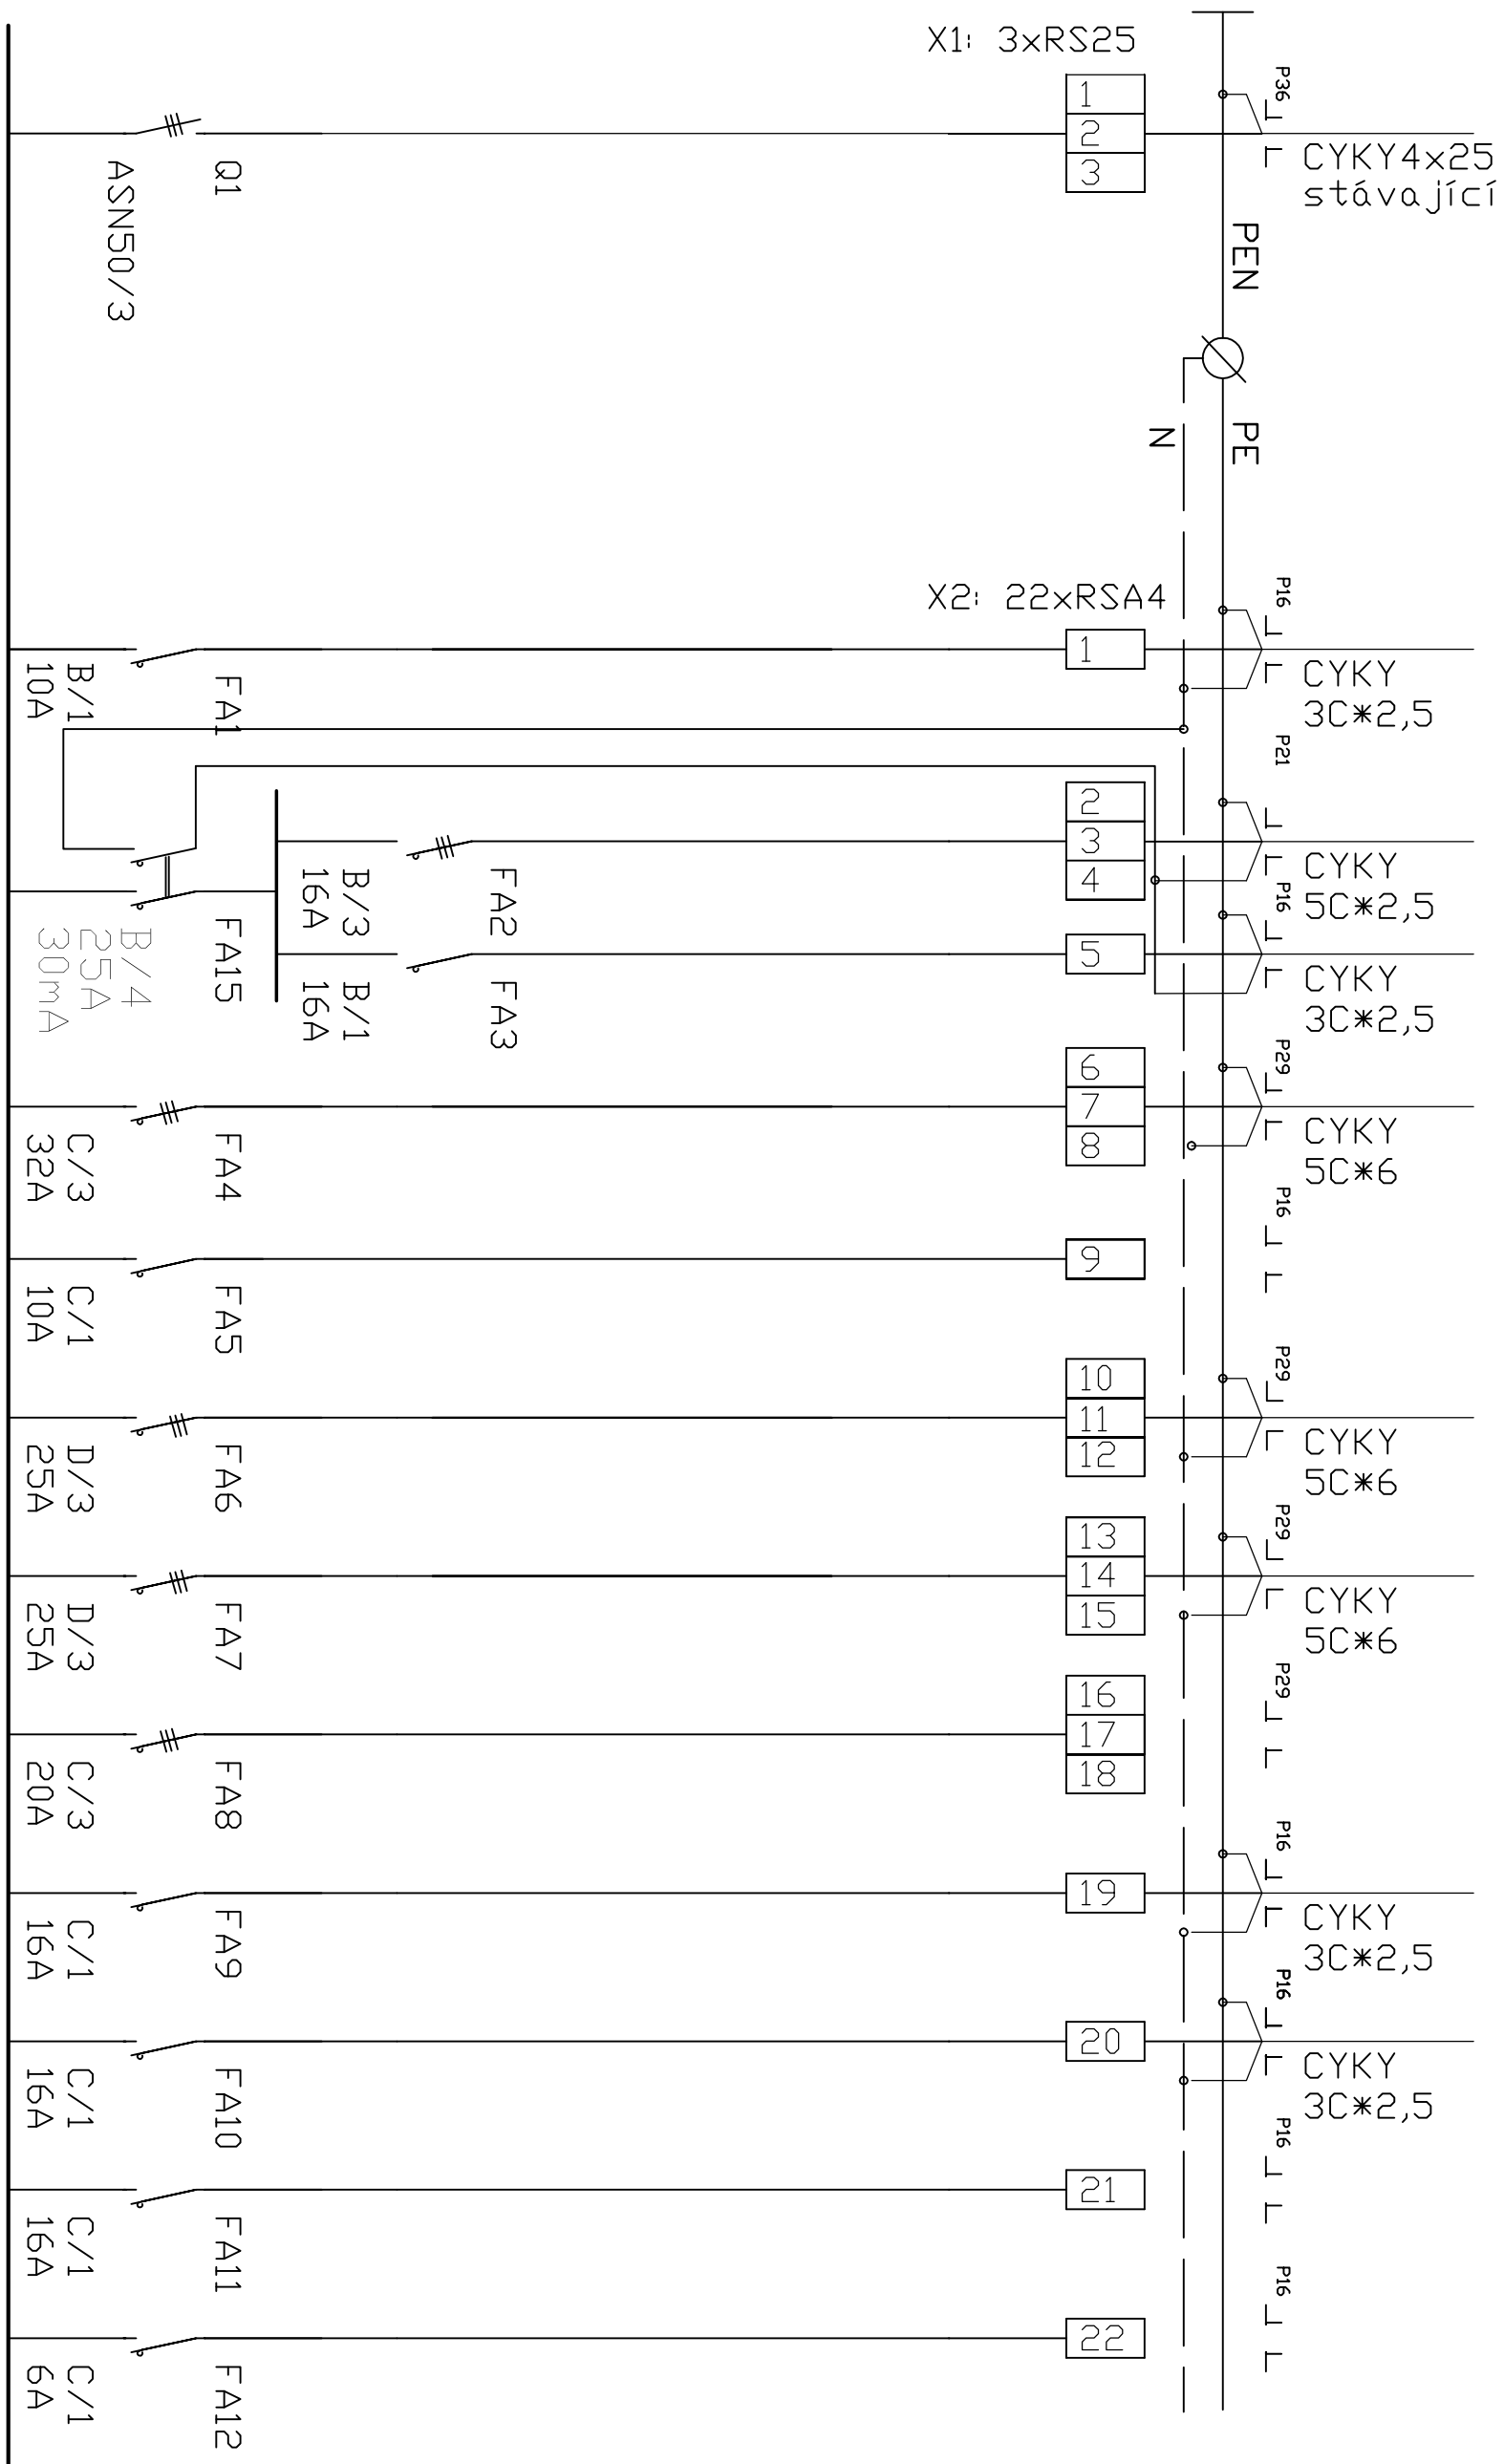 X1: 3xRS25
1
2
3
P36
CYKY4x25
stávající
Q1
ASN50/3
PEN
PE
N
X2: 22xRSA4
1
P16
CYKY
3C*2,5
FA1
B/1
10A
P21
2
3
4
CYKY
5C*2,5
FA2
B/3
16A
P16
5
CYKY
3C*2,5
FA3
B/1
16A
FA15
B/4
25A
30mA
P29
6
7
8
CYKY
5C*6
FA4
C/3
32A
P16
9
FA5
C/1
10A
P29
10
11
12
CYKY
5C*6
FA6
D/3
25A
P29
13
14
15
CYKY
5C*6
FA7
D/3
25A
P29
16
17
18
FA8
C/3
20A
P16
19
CYKY
3C*2,5
FA9
C/1
16A
P16
20
CYKY
3C*2,5
FA10
C/1
16A
P16
21
FA11
C/1
16A
P16
22
FA12
C/1
6A